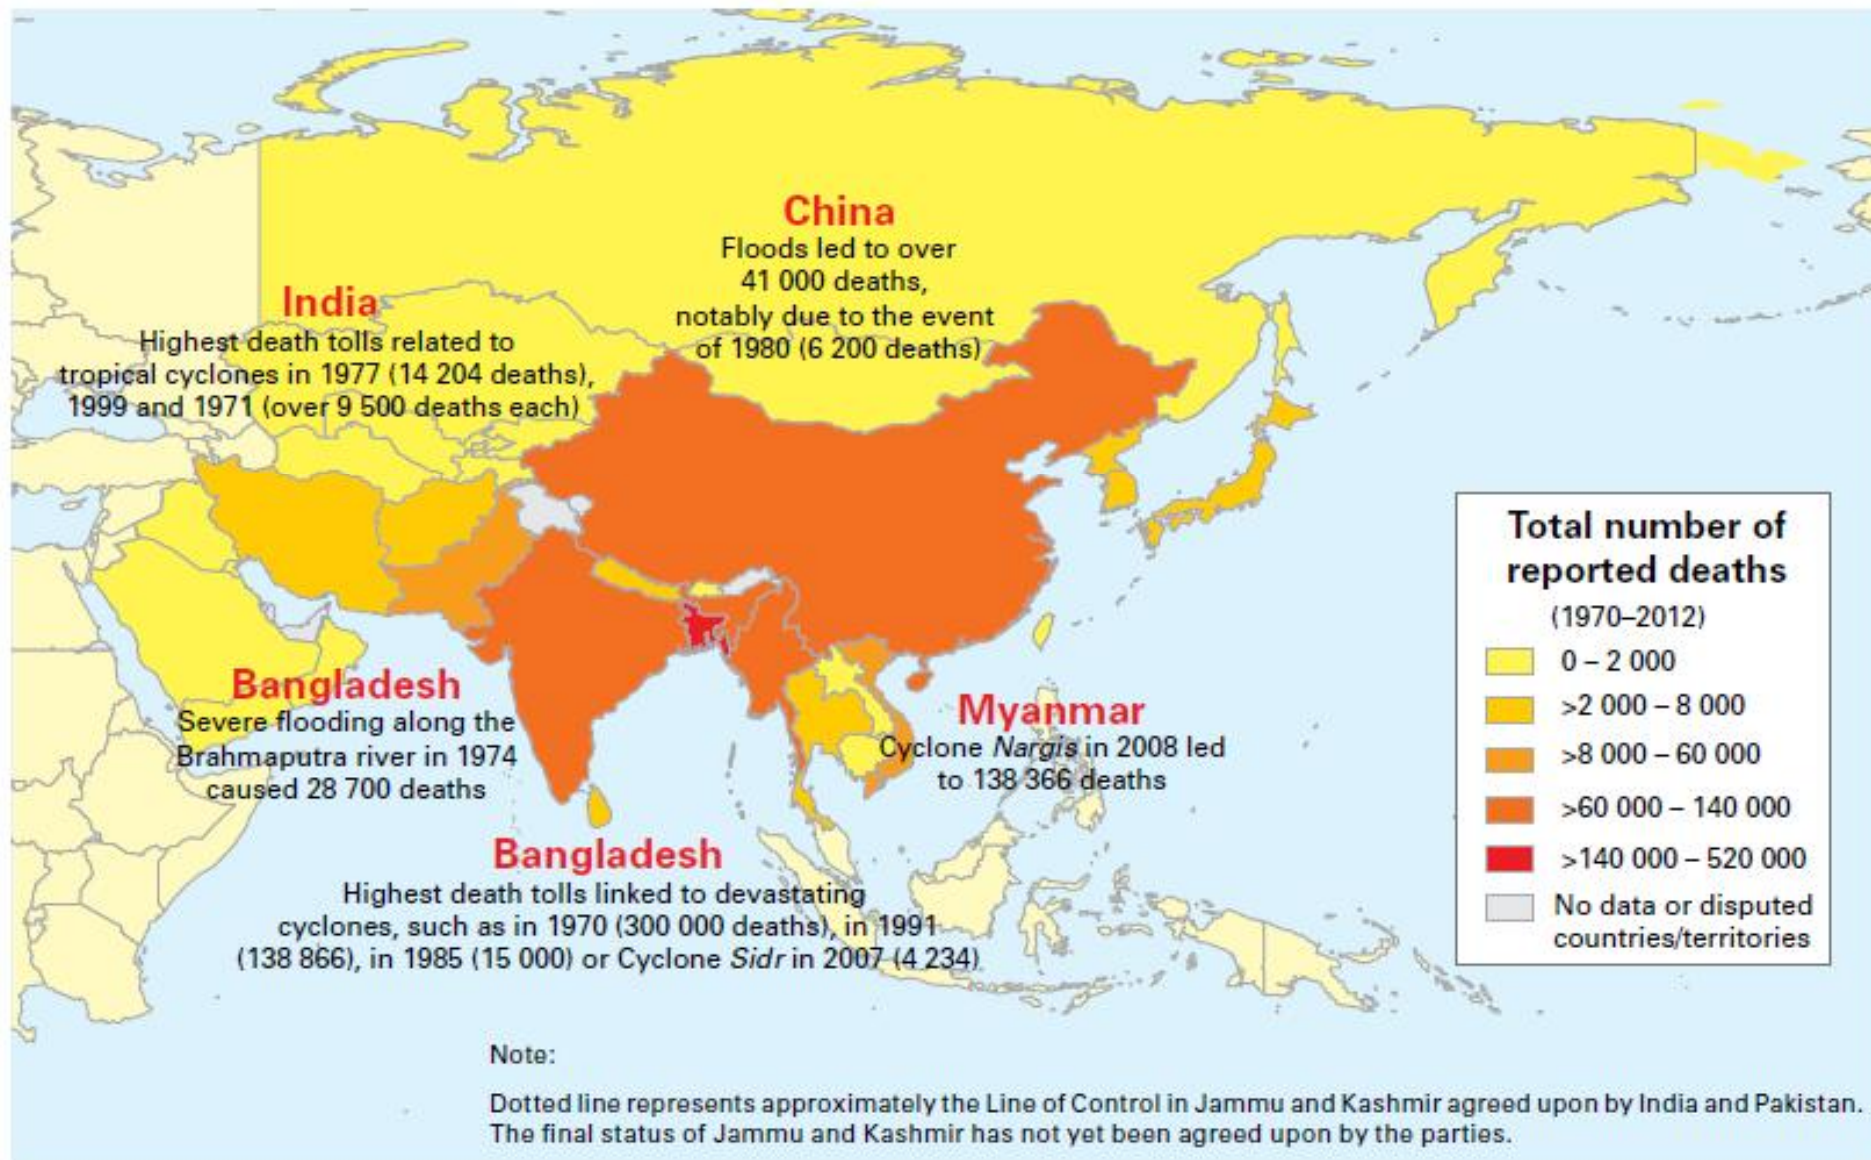 China
Floods led to over
41 000 deaths,
notably due to the event
of 1980 (6 200 deaths)
India
Highest death tolls related to
tropical cyclones in 1977 (14 204 deaths),
1999 and 1971 (over 9 500 deaths each)
Bangladesh
Severe flooding along the
Brahmaputra river in 1974
caused 28 700 deaths
Myanmar
Cyclone Nargis in 2008 led
to 138 366 deaths
Bangladesh
Highest death tolls linked to devastating
cyclones, such as in 1970 (300 000 deaths), in 1991
(138 866), in 1985 (15 000) or Cyclone Sidr in 2007 (4 234)
Total number of
reported deaths
(1970–2012)
0 – 2 000
>2 000 – 8 000
>8 000 – 60 000
>60 000 – 140 000
>140 000 – 520 000
No data or disputed
countries/territories
Note:
Dotted line represents approximately the Line of Control in Jammu and Kashmir agreed upon by India and Pakistan.
The final status of Jammu and Kashmir has not yet been agreed upon by the parties.